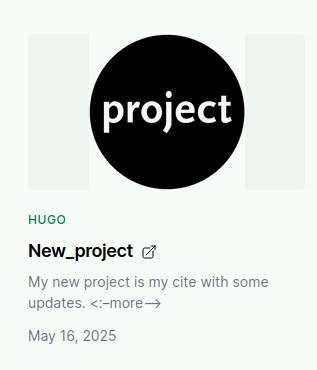 project
HUGO
New_project
My new project is my cite with some
updates. <:–more–>
May 16, 2025